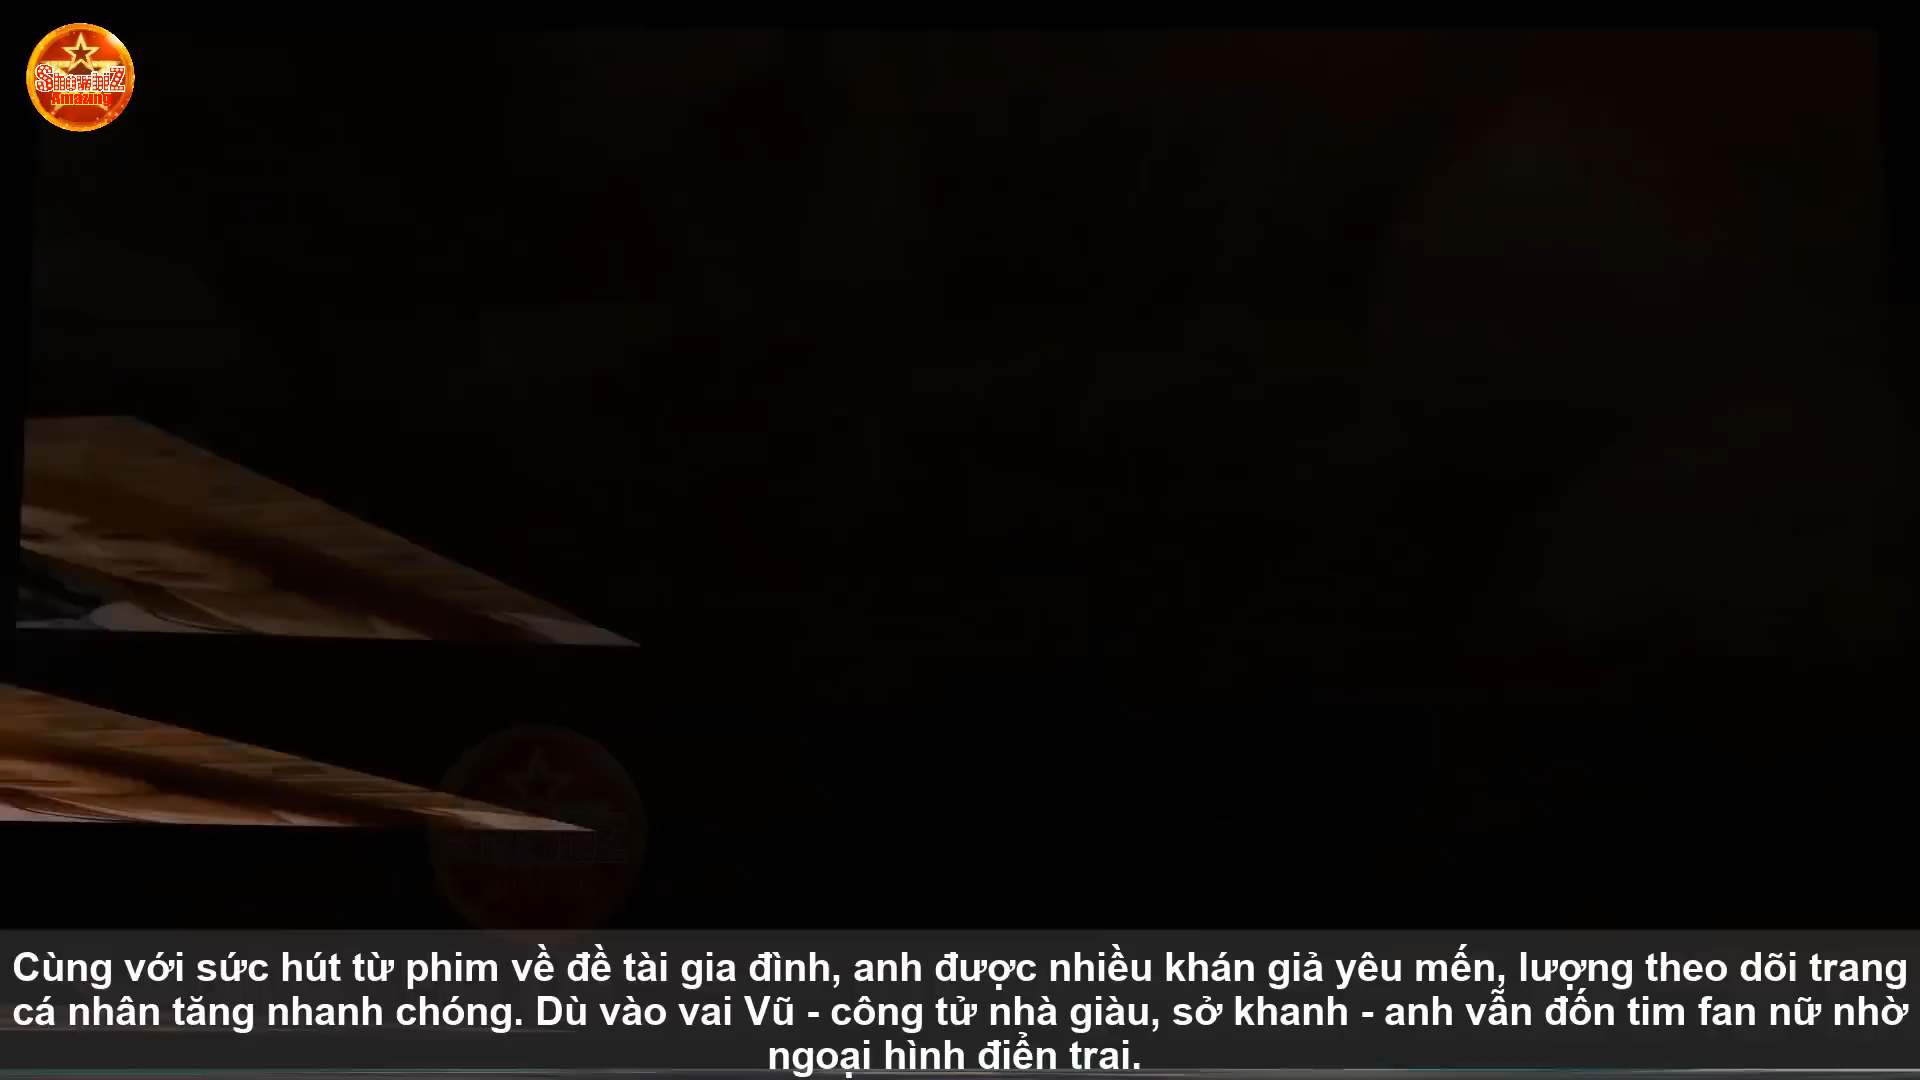 ShowbiZ
Amazing
Cùng với sức hút từ phim về đề tài gia đình, anh được nhiều khán giả yêu mến, lượng theo dõi trang
cá nhân tăng nhanh chóng. Dù vào vai Vũ - công tử nhà giàu, sở khanh - anh vẫn đốn tim fan nữ nhờ
ngoại hình điển trai.